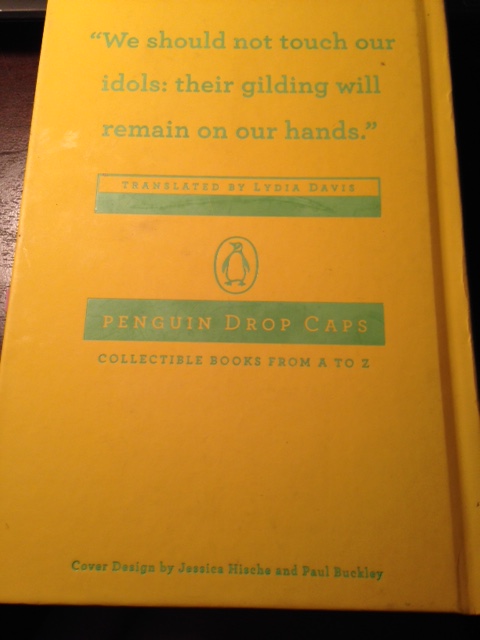 “We should not touch our
idols: their gilding will
remain on our hands.”
TRANSLATED BY LYDIA DAVIS
PENGUIN DROP CAPS
COLLECTIBLE BOOKS FROM A TO Z
Cover Design by Jessica Hische and Paul Buckley